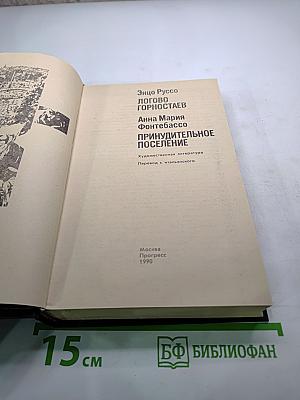 Энцо Руссо
ЛОГОВО
ГОРНОСТАЕВ
Анна Мария
Фонтебассо
ПРИНУДИТЕЛЬНОЕ
ПОСЕЛЕНИЕ
Художественная литература
Перевод с итальянского
Москва
Прогресс
1990
15 см
БФ БИБЛИОФАН